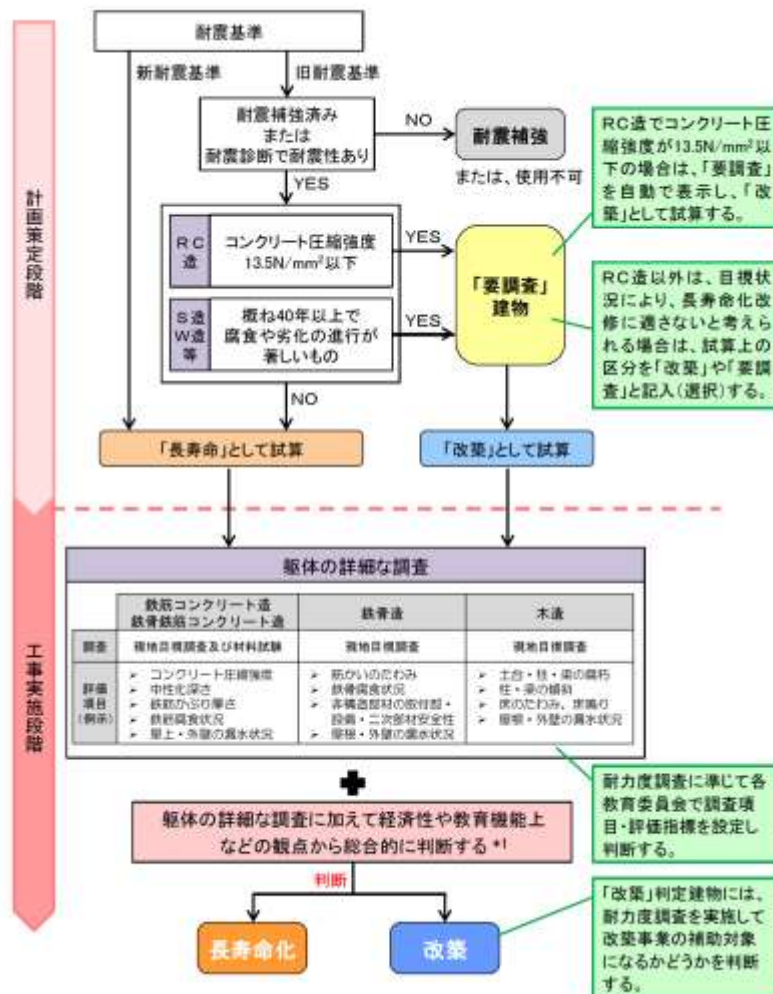 耐震基準
新耐震基準
旧耐震基準
耐震補強済み
または
耐震診断で耐震性あり
NO
耐震補強
または、使用不可
YES
RC
造
コンクリート圧縮強度
13.5N/mm²以下
YES
S造
W造
等
概ね40年以上で
腐食や劣化の進行が
著しいもの
YES
「要調査」
建物
NO
「長寿命」として試算
「改築」として試算
RC造でコンクリート圧
縮強度が13.5N/mm²以
下の場合は、「要調査」
を自動で表示し、「改
築」として試算する。
RC造以外は、目視状
況により、長寿命化改
修に適さないと考えら
れる場合は、試算上の
区分を「改築」や「要調
査」と記入(選択)する。
計画策定段階
工事実施段階
躯体の詳細な調査
鉄筋コンクリート造
鉄骨鉄筋コンクリート造
鉄骨造
木造
調査
現地目視調査及び材料試験
現地目視調査
現地目視調査
評価
項目
(例示)
➢ コンクリート圧縮強度
➢ 中性化深さ
➢ 鉄筋かぶり厚さ
➢ 鉄筋腐食状況
➢ 屋上・外壁の漏水状況
➢ 筋かいのたわみ
➢ 鉄骨腐食状況
➢ 非構造部材の取付部・
設備・二次部材安全性
➢ 屋根・外壁の漏水状況
➢ 土台・柱・梁の腐朽
➢ 柱・梁の傾斜
➢ 床のたわみ、床鳴り
➢ 屋根・外壁の漏水状況
躯体の詳細な調査に加えて経済性や教育機能上
などの観点から総合的に判断する *1
判断
長寿命化
改築
耐力度調査に準じて各
教育委員会で調査項
目・評価指標を設定し
判断する。
「改築」判定建物には、
耐力度調査を実施して
改築事業の補助対象
になるかどうかを判断
する。